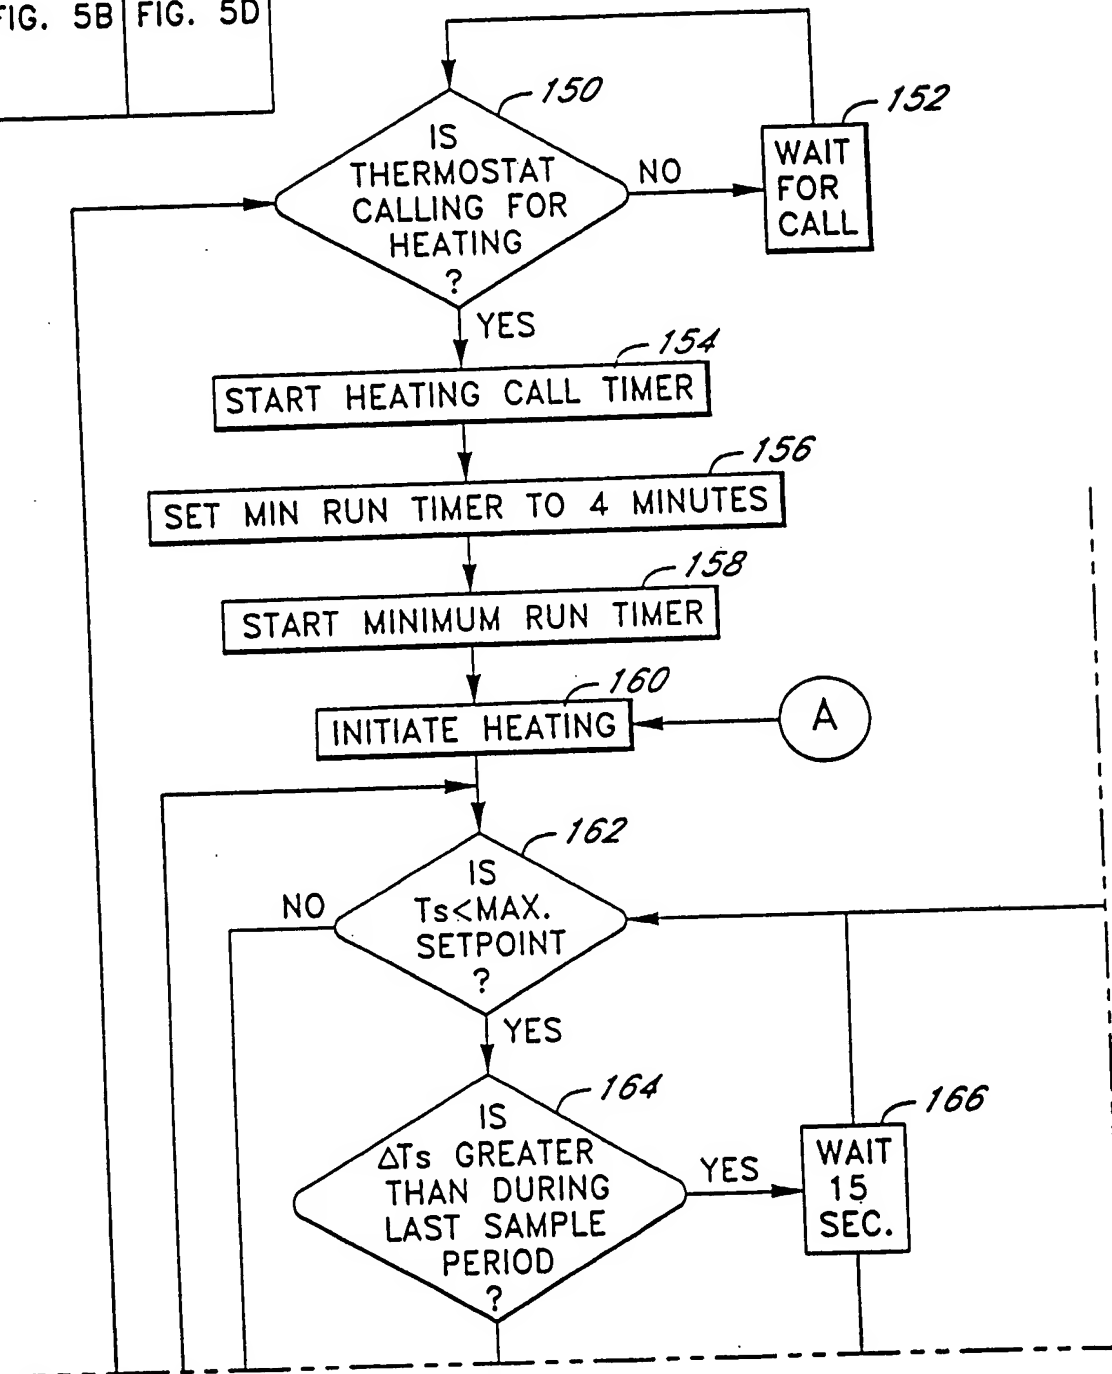 FIG. 5B FIG. 5D
150
152
IS
THERMOSTAT
CALLING FOR
HEATING
?
NO
WAIT
FOR
CALL
YES
154
START HEATING CALL TIMER
156
SET MIN RUN TIMER TO 4 MINUTES
158
START MINIMUM RUN TIMER
160
INITIATE HEATING
A
162
IS
Ts<MAX.
SETPOINT
?
NO
YES
164
IS
ΔTs GREATER
THAN DURING
LAST SAMPLE
PERIOD
?
YES
166
WAIT
15
SEC.